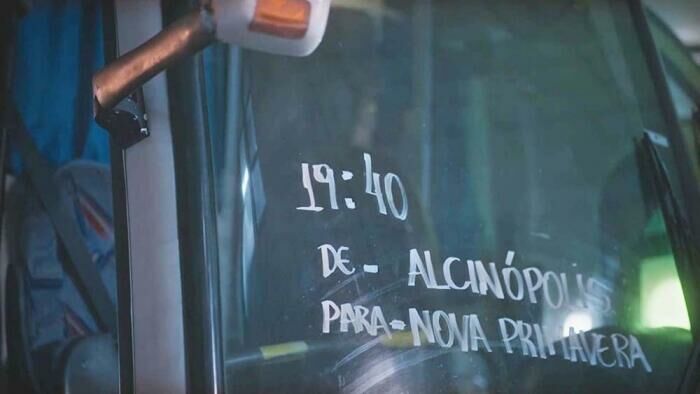 19:40
DE - ALCINÓPOLIS
PARA - NOVA PRIMAVERA